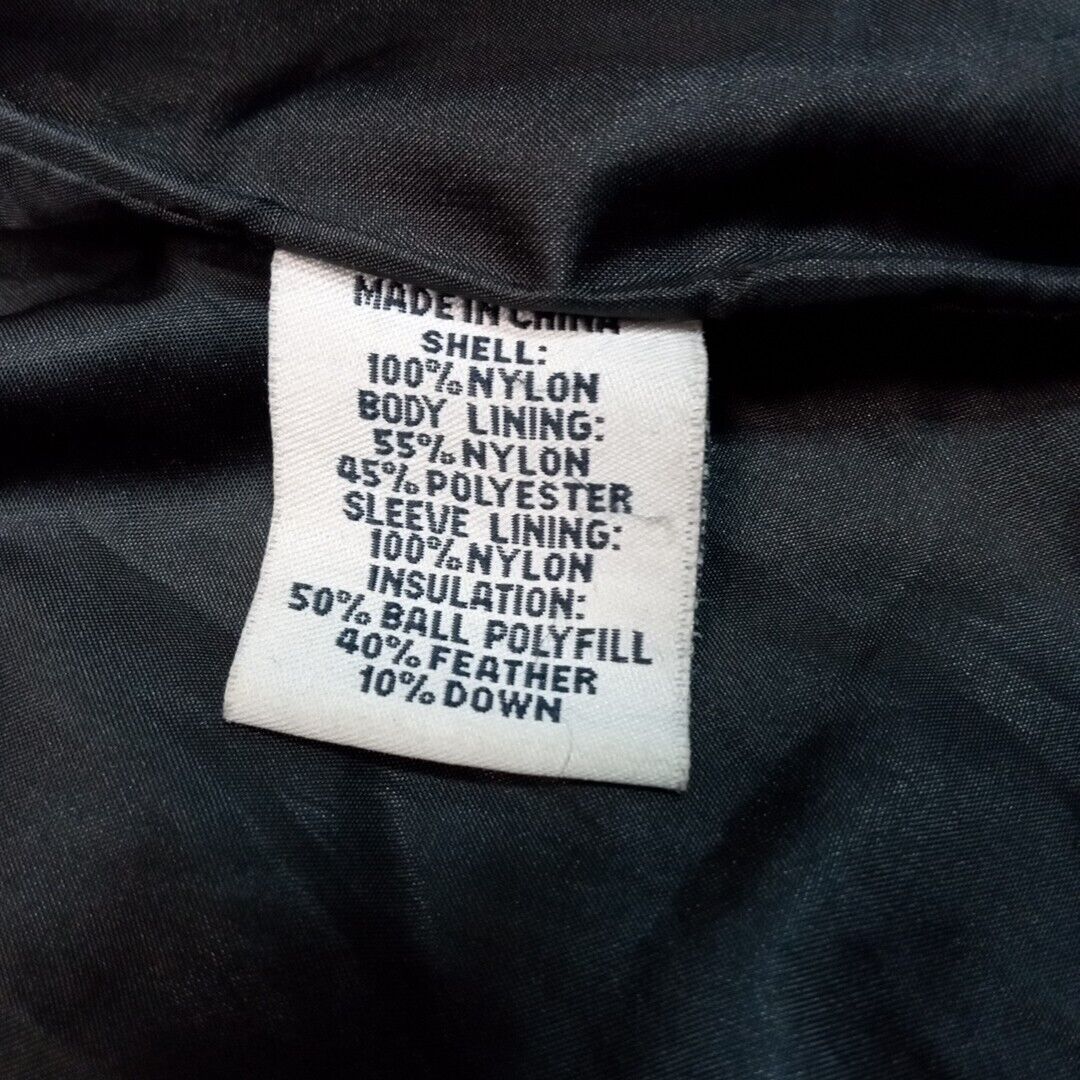 MADE IN CHINA
SHELL:
100% NYLON
BODY LINING:
55% NYLON
45% POLYESTER
SLEEVE LINING:
100% NYLON
INSULATION:
50% BALL POLYFILL
40% FEATHER
10% DOWN